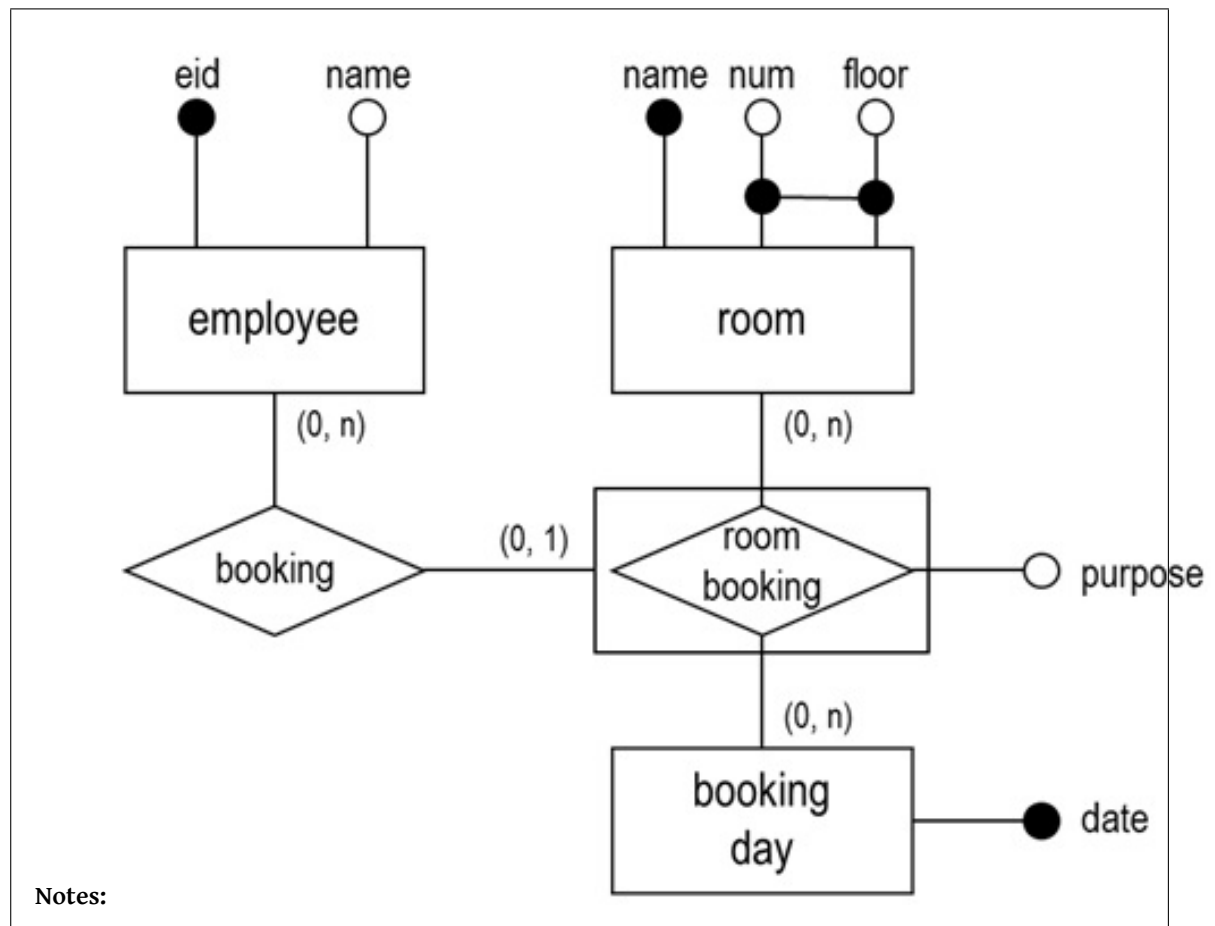 eid name name num floor
employee room
(0, n) (0, n)
booking (0, 1) room booking purpose
(0, n)
booking
day
date
Notes: